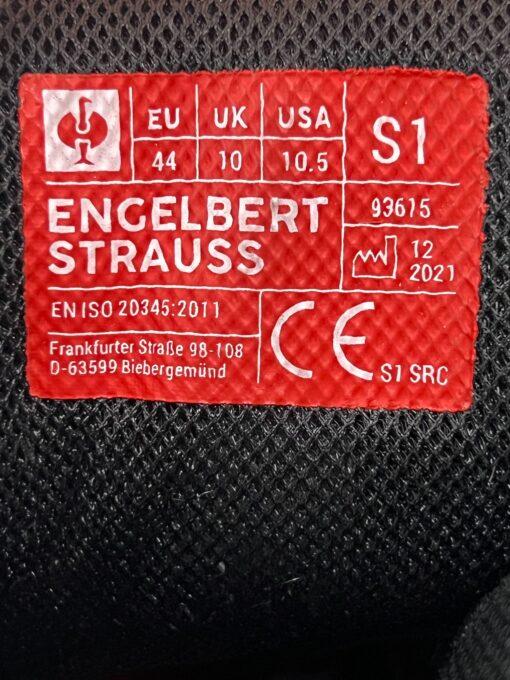 EU UK USA
44 10 10.5
S1
ENGELBERT
STRAUSS
93615
12
2021
EN ISO 20345:2011
Frankfurter Straße 98-108
D-63599 Biebergemünd
CE S1 SRC